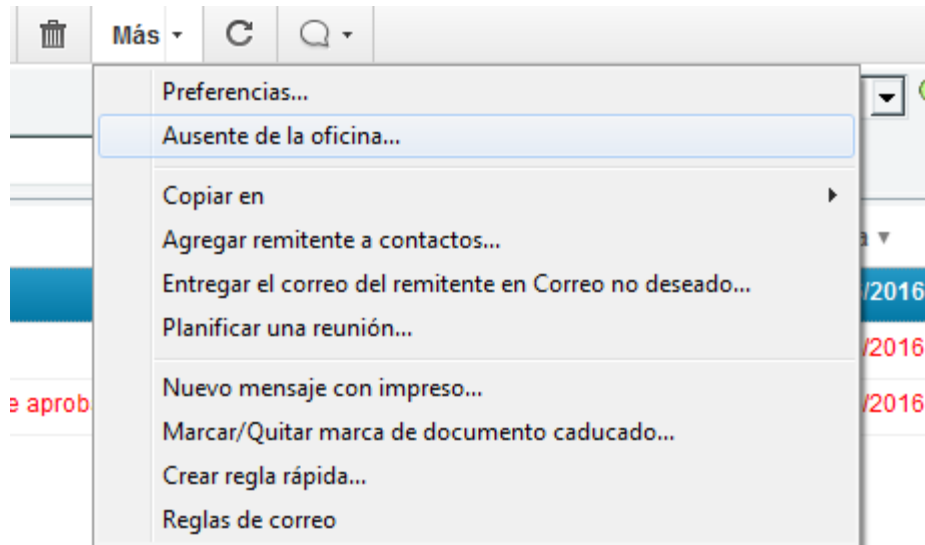 Más
Preferencias...
Ausente de la oficina...
Copiar en
Agregar remitente a contactos...
Entregar el correo del remitente en Correo no deseado...
/2016
Planificar una reunión...
/2016
Nuevo mensaje con impreso...
e aprob
/2016
Marcar/Quitar marca de documento caducado...
Crear regla rápida...
Reglas de correo